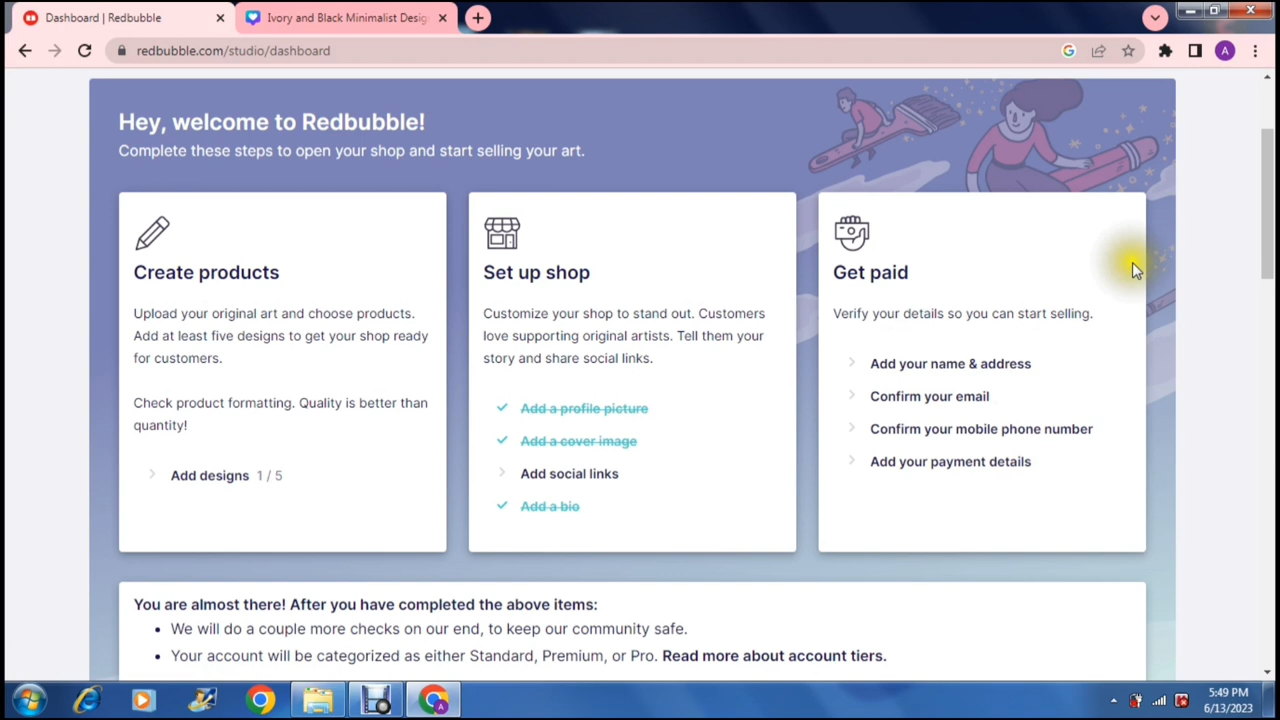 Dashboard | Redbubble
Ivory and Black Minimalist Desig
redbubble.com/studio/dashboard
A
Hey, welcome to Redbubble!
Complete these steps to open your shop and start selling your art.
Create products
Upload your original art and choose products.
Add at least five designs to get your shop ready
for customers.
Check product formatting. Quality is better than
quantity!
Add designs 1 / 5
Set up shop
Customize your shop to stand out. Customers
love supporting original artists. Tell them your
story and share social links.
Add a profile picture
Add a cover image
Add social links
Add a bio
Get paid
Verify your details so you can start selling.
Add your name & address
Confirm your email
Confirm your mobile phone number
Add your payment details
You are almost there! After you have completed the above items:
• We will do a couple more checks on our end, to keep our community safe.
• Your account will be categorized as either Standard, Premium, or Pro. Read more about account tiers.
A
5:49 PM
6/13/2023